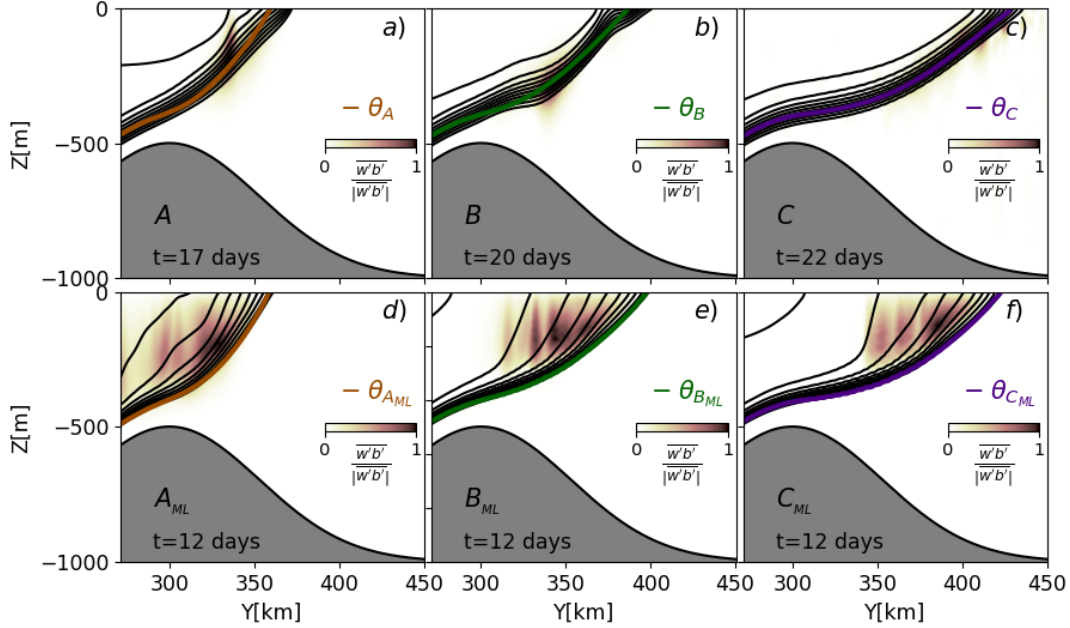 0
a)
− θA
0 1
w'b'
|w'b'|
−500
Z[m]
A
t=17 days
−1000
b)
− θB
0 1
w'b'
|w'b'|
B
t=20 days
c)
− θC
0 1
w'b'
|w'b'|
C
t=22 days
0
d)
− θAML
0 1
w'b'
|w'b'|
−500
Z[m]
AML
t=12 days
−1000
300 350 400 450
Y[km]
e)
− θBML
0 1
w'b'
|w'b'|
BML
t=12 days
300 350 400 450
Y[km]
f)
− θCML
0 1
w'b'
|w'b'|
CML
t=12 days
300 350 400 450
Y[km]